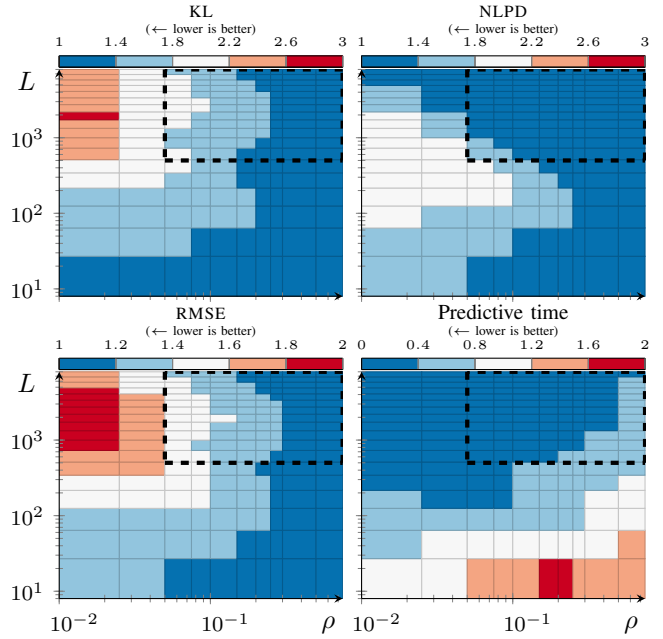 KL
NLPD
(← lower is better)
(← lower is better)
1 1.4 1.8 2.2 2.6 3
1 1.4 1.8 2.2 2.6 3
L
10³
10²
10¹
RMSE
Predictive time
(← lower is better)
(← lower is better)
1 1.2 1.4 1.6 1.8 2
0 0.4 0.8 1.2 1.6 2
L
10³
10²
10¹
10⁻² 10⁻¹ ρ
10⁻² 10⁻¹ ρ